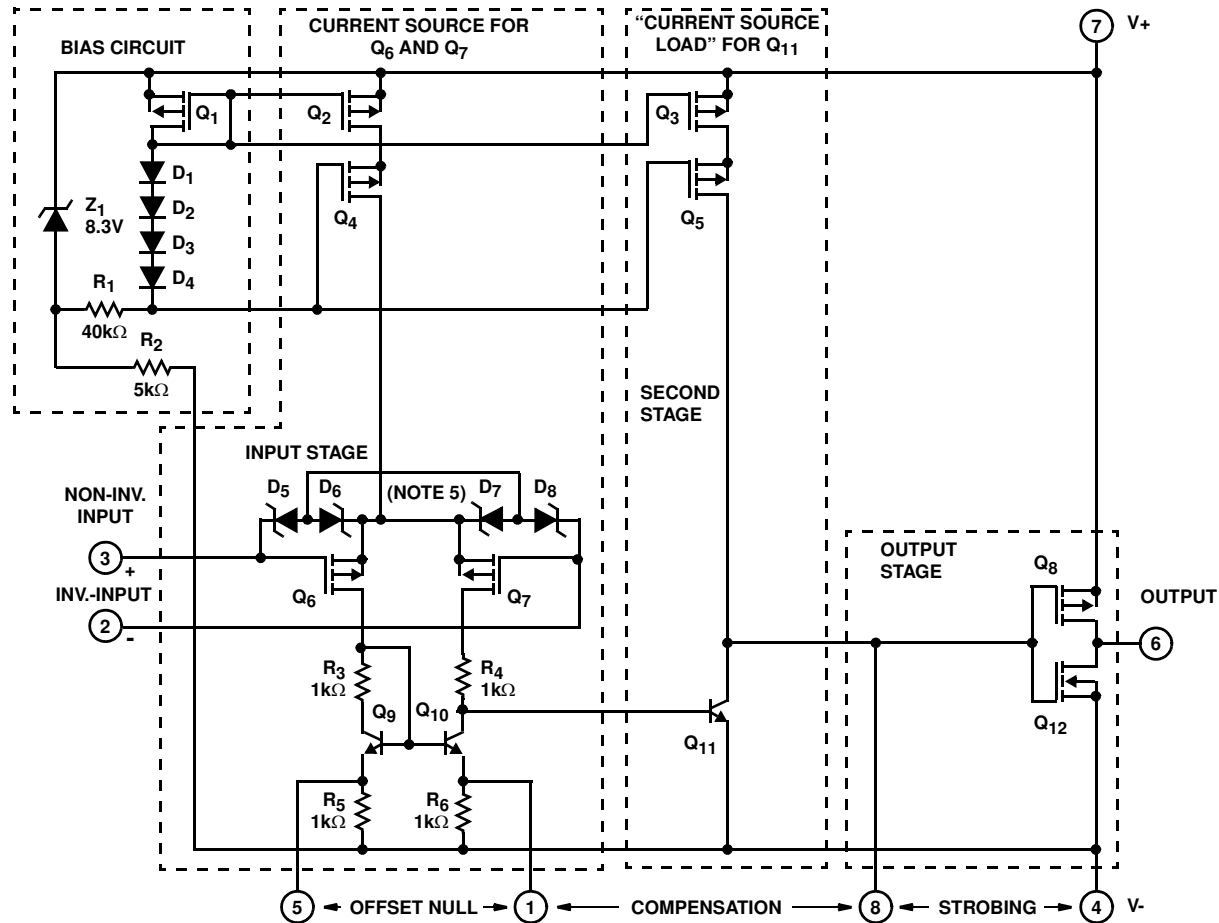 BIAS CIRCUIT
CURRENT SOURCE FOR
Q6 AND Q7
“CURRENT SOURCE
LOAD” FOR Q11
7
V+
Q1
Q2
Q3
D1
D2
D3
D4
Z1
8.3V
Q4
Q5
R1
40kΩ
R2
5kΩ
SECOND
STAGE
INPUT STAGE
D5
D6
(NOTE 5)
D7
D8
NON-INV.
INPUT
3
+
INV.-INPUT
2
-
Q6
Q7
OUTPUT
STAGE
Q8
OUTPUT
6
R3
1kΩ
R4
1kΩ
Q9
Q10
Q11
Q12
R5
1kΩ
R6
1kΩ
5
OFFSET NULL
1
COMPENSATION
8
STROBING
4
V-